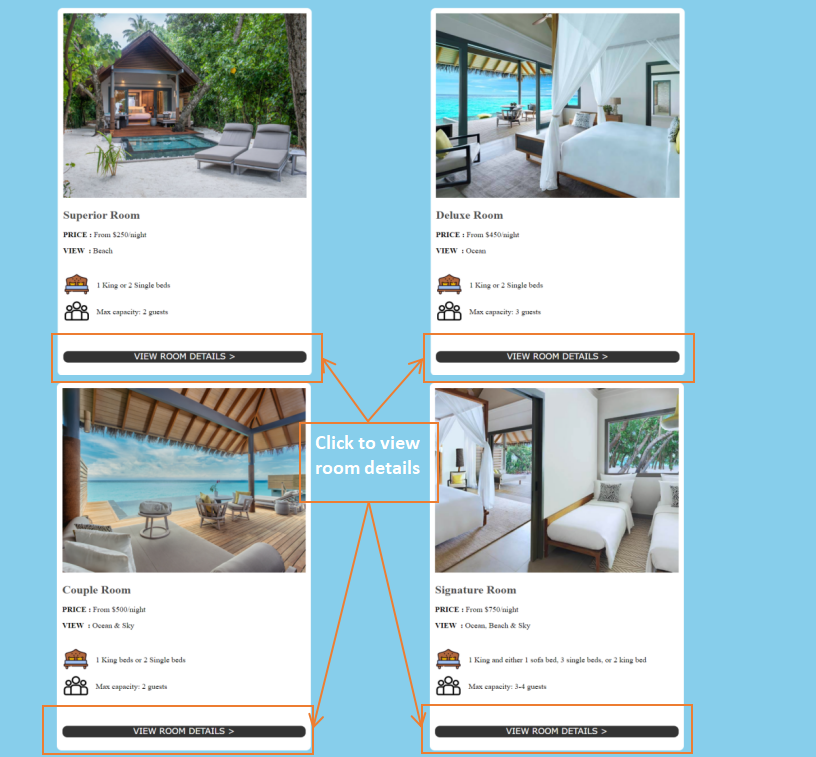 Superior Room
PRICE : From $250/night
VIEW : Beach
1 King or 2 Single beds
Max capacity: 2 guests
VIEW ROOM DETAILS >
Deluxe Room
PRICE : From $450/night
VIEW : Ocean
1 King or 2 Single beds
Max capacity: 3 guests
VIEW ROOM DETAILS >
Click to view
room details
Couple Room
PRICE : From $500/night
VIEW : Ocean & Sky
1 King beds or 2 Single beds
Max capacity: 2 guests
VIEW ROOM DETAILS >
Signature Room
PRICE : From $750/night
VIEW : Ocean, Beach & Sky
1 King and either 1 sofa bed, 3 single beds, or 2 king bed
Max capacity: 3-4 guests
VIEW ROOM DETAILS >